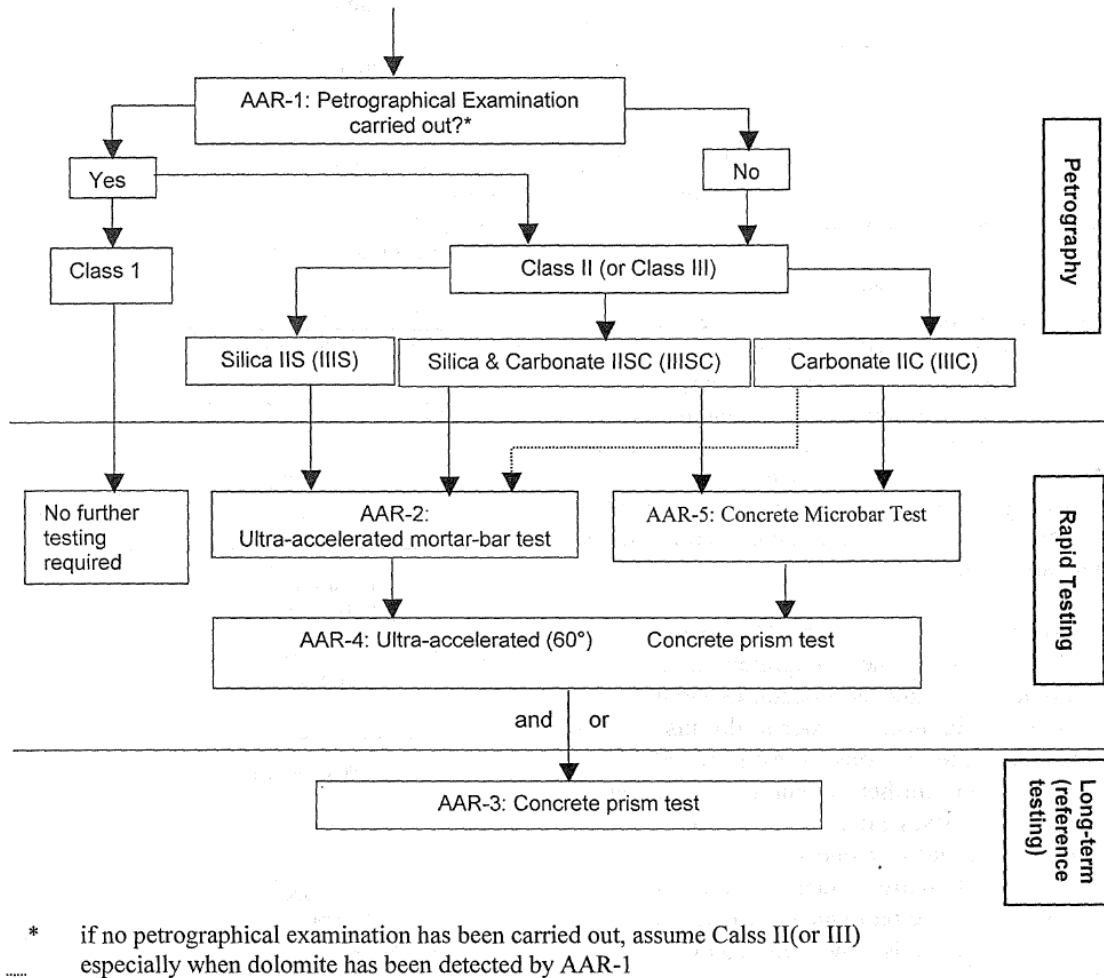 AAR-1: Petrographical Examination
carried out?*
Yes
No
Class 1
Class II (or Class III)
Silica IIS (IIIS)
Silica & Carbonate IISC (IIISC)
Carbonate IIC (IIIC)
Petrography
No further
testing
required
AAR-2:
Ultra-accelerated mortar-bar test
AAR-5: Concrete Microbar Test
AAR-4: Ultra-accelerated (60°) Concrete prism test
Rapid Testing
and or
AAR-3: Concrete prism test
Long-term
(reference
testing)
* if no petrographical examination has been carried out, assume Calss II(or III)
...... especially when dolomite has been detected by AAR-1